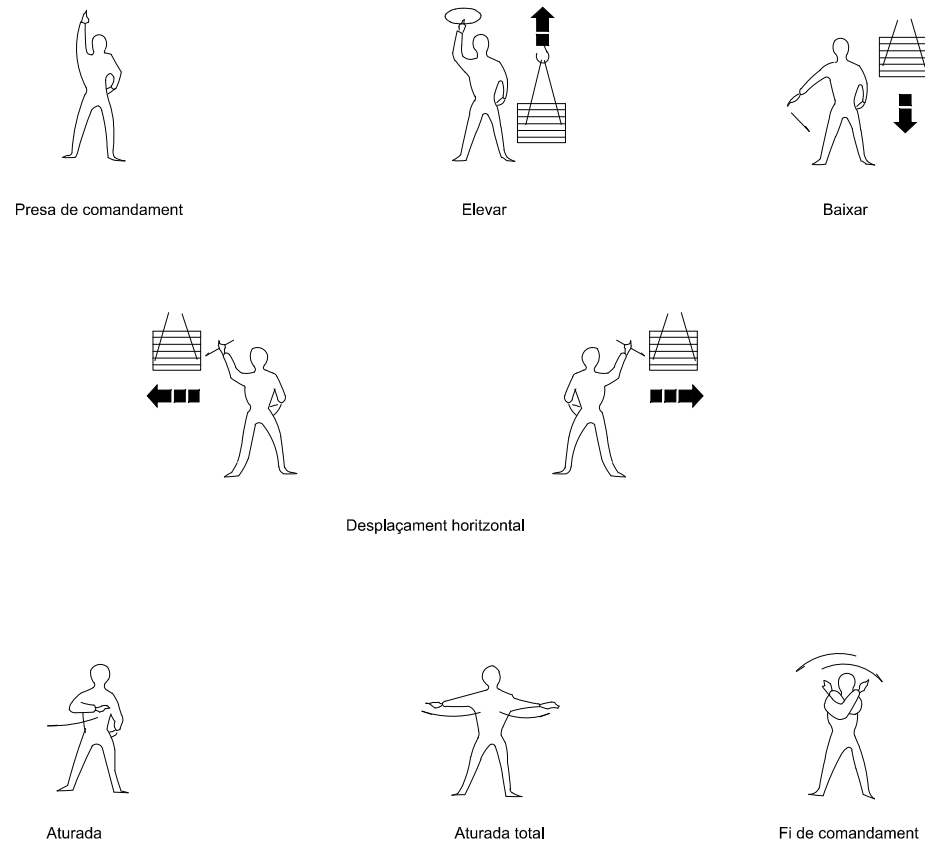 Presa de comandament
Elevar
Baixar
Desplaçament horitzontal
Aturada
Aturada total
Fi de comandament